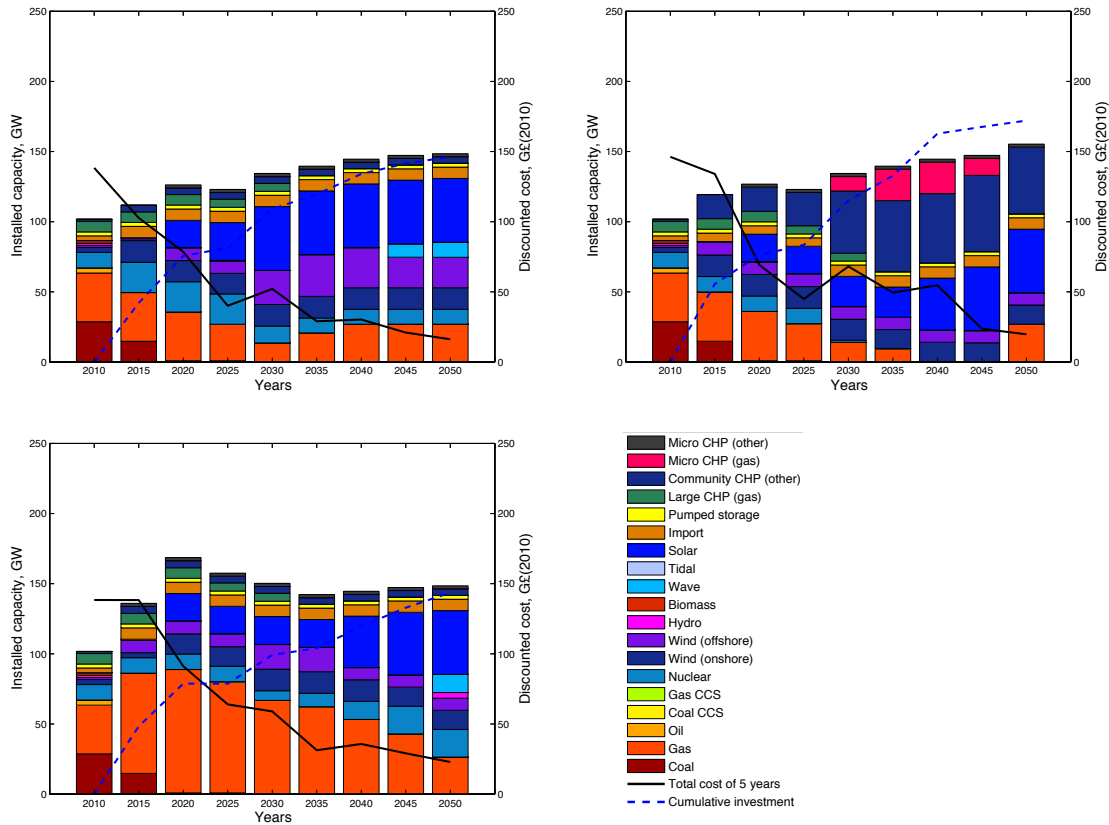 250
200
150
100
50
0
Installed capacity, GW
250
200
150
100
50
0
Discounted cost, G£(2010)
2010 2015 2020 2025 2030 2035 2040 2045 2050
Years
250
200
150
100
50
0
Installed capacity, GW
250
200
150
100
50
0
Discounted cost, G£(2010)
2010 2015 2020 2025 2030 2035 2040 2045 2050
Years
250
200
150
100
50
0
Installed capacity, GW
250
200
150
100
50
0
Discounted cost, G£(2010)
2010 2015 2020 2025 2030 2035 2040 2045 2050
Years
Micro CHP (other)
Micro CHP (gas)
Community CHP (other)
Large CHP (gas)
Pumped storage
Import
Solar
Tidal
Wave
Biomass
Hydro
Wind (offshore)
Wind (onshore)
Nuclear
Gas CCS
Coal CCS
Oil
Gas
Coal
Total cost of 5 years
Cumulative investment